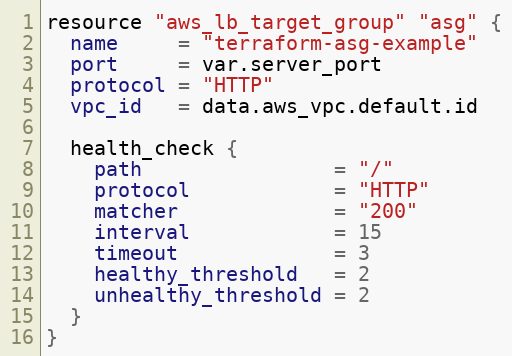 1 resource "aws_lb_target_group" "asg" {
2   name     = "terraform-asg-example"
3   port     = var.server_port
4   protocol = "HTTP"
5   vpc_id   = data.aws_vpc.default.id
6
7   health_check {
8     path                = "/"
9     protocol            = "HTTP"
10     matcher             = "200"
11     interval            = 15
12     timeout             = 3
13     healthy_threshold   = 2
14     unhealthy_threshold = 2
15   }
16 }